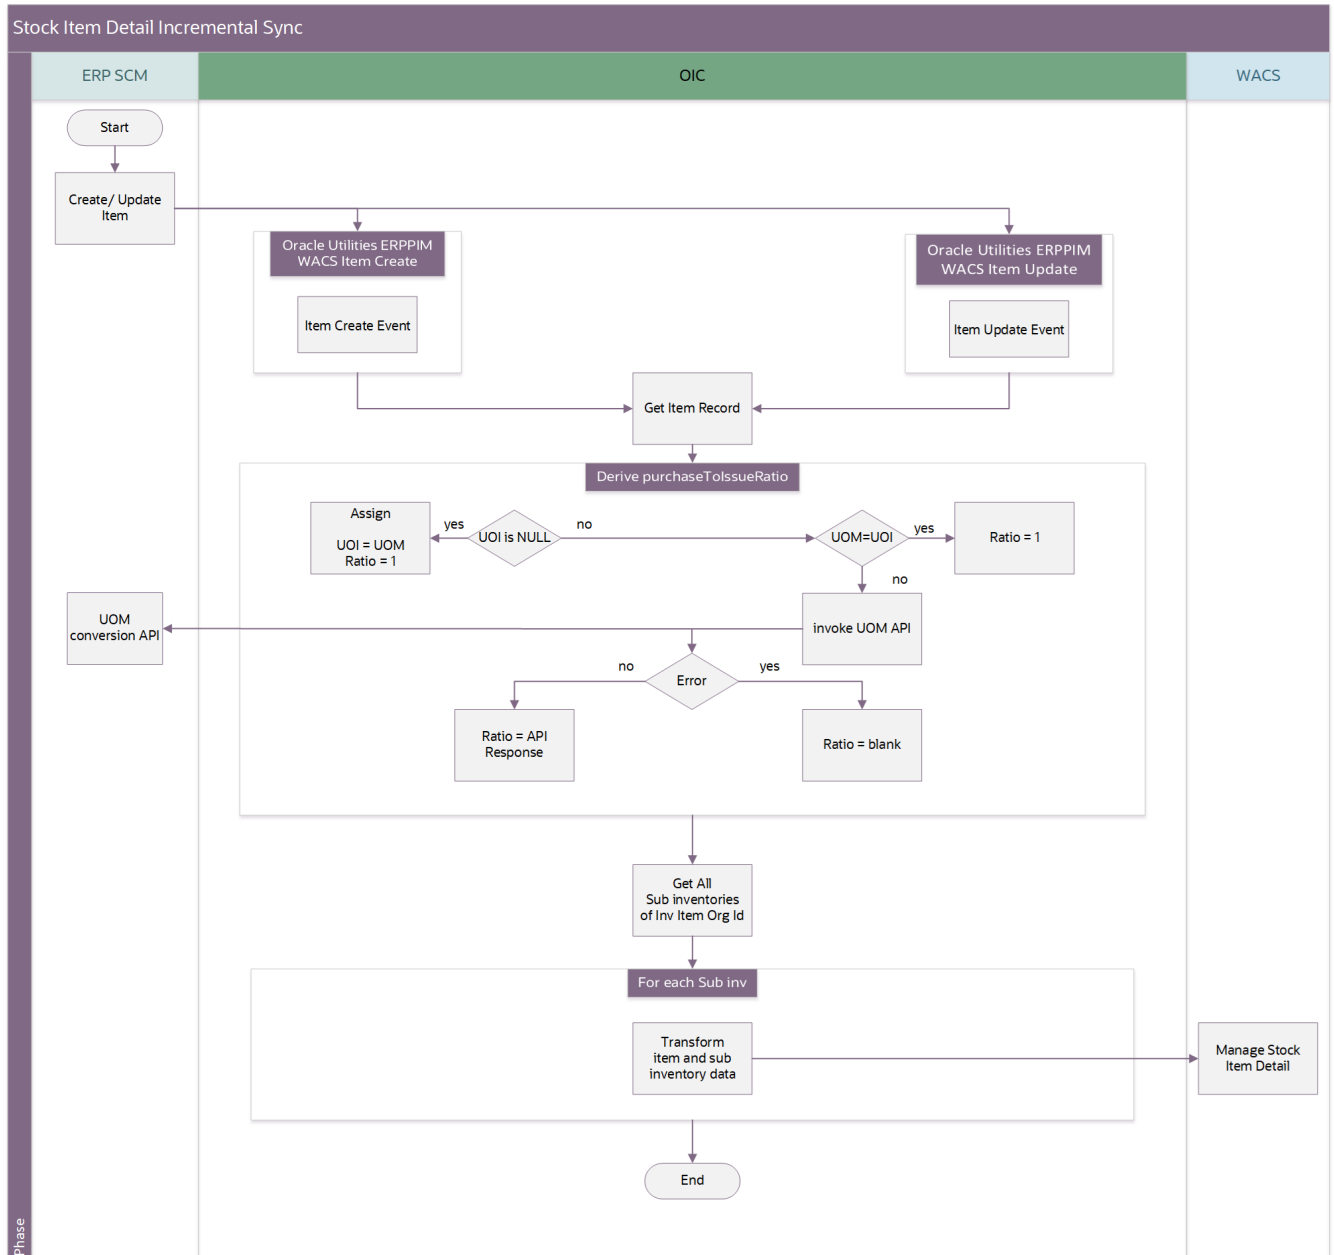 Stock Item Detail Incremental Sync
ERP SCM
OIC
WACS
Start
Create/ Update
Item
Oracle Utilities ERPPIM
WACS Item Create
Oracle Utilities ERPPIM
WACS Item Update
Item Create Event
Item Update Event
Get Item Record
Derive purchaseToIssueRatio
Assign
UOI = UOM
Ratio = 1
yes
UOI is NULL
no
UOM=UOI
yes
Ratio = 1
no
UOM
conversion API
invoke UOM API
no
Error
yes
Ratio = API
Response
Ratio = blank
Get All
Sub inventories
of Inv Item Org Id
For each Sub inv
Transform
item and sub
inventory data
Manage Stock
Item Detail
End
Phase